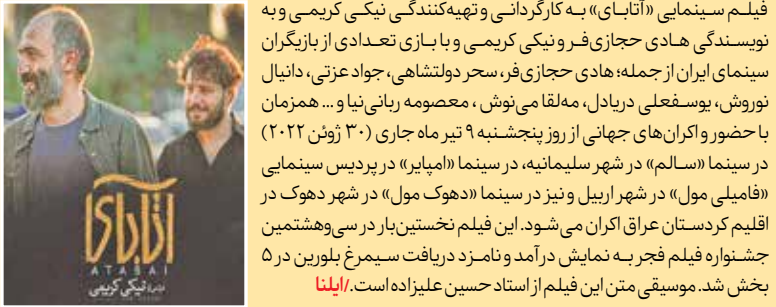 فیلم سینمایی «آتابای» به کارگردانی و تهیه‌کنندگی نیکی کریمی و به
نویسندگی هادی حجازی‌فر و نیکی کریمی و با بازی تعدادی از بازیگران
سینمای ایران از جمله؛ هادی حجازی‌فر، سحر دولتشاهی، جواد عزتی، دانیال
نوروش، یوسفعلی دریادل، مه‌لقا می‌نوش ، معصومه ربانی‌نیا و ... همزمان
با حضور و اکران‌های جهانی از روز پنجشنبه ۹ تیر ماه جاری (۳۰ ژوئن ۲۰۲۲)
در سینما «سالم» در شهر سلیمانیه، در سینما «امپایر» در پردیس سینمایی
«فامیلی مول» در شهر اربیل و نیز در سینما «دهوک مول» در شهر دهوک در
اقلیم کردستان عراق اکران می‌شود. این فیلم نخستین‌بار در سی‌وهشتمین
جشنواره فیلم فجر به نمایش درآمد و نامزد دریافت سیمرغ بلورین در ۵
بخش شد. موسیقی متن این فیلم از استاد حسین علیزاده است./ایلنا
آتابای
ATABAI
نیکی کریمی